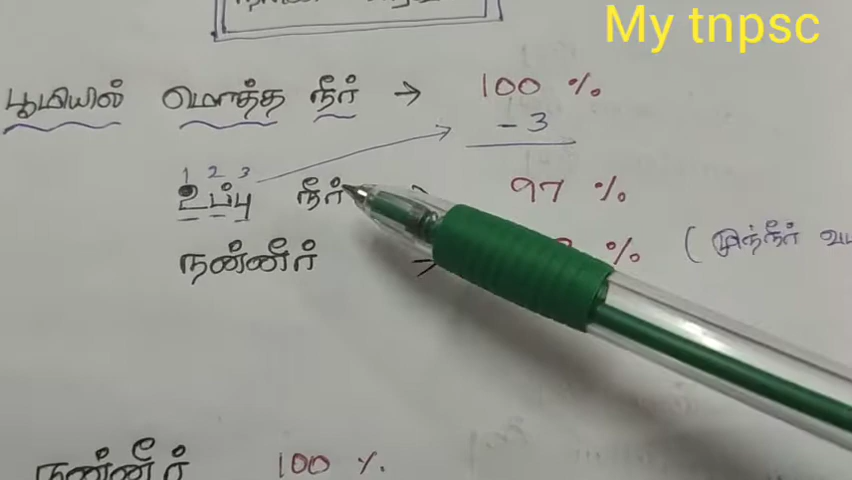 My tnpsc
பூமியில் மொத்த நீர் → 100 %
- 3
1 2 3
உப்பு நீர் 97 %
நன்னீர் → % (
நன்னீர் 100 %